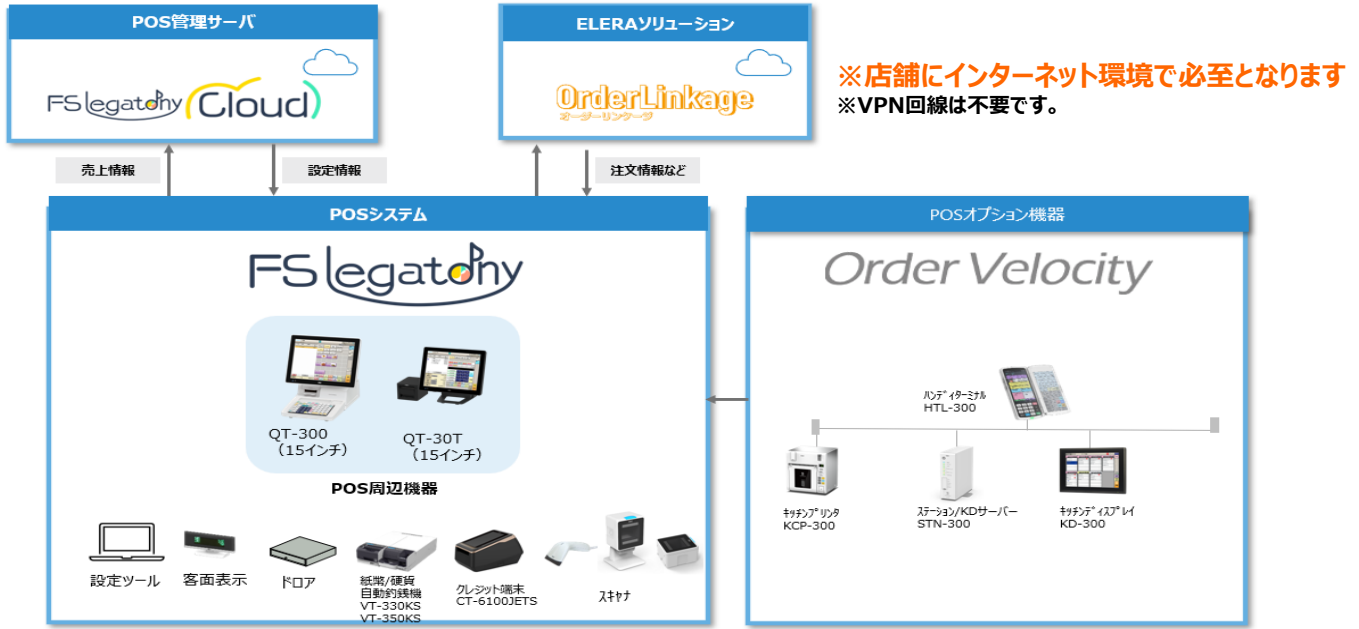 POS管理サーバ
FSlegatohy Cloud
ELERAソリューション
OrderLinkage
オーダーリンケージ
※店舗にインターネット環境で必至となります
※VPN回線は不要です。
売上情報
設定情報
注文情報など
POSシステム
FSlegatohy
QT-300
（15インチ）
QT-30T
（15インチ）
POS周辺機器
設定ツール
客面表示
ドロア
紙幣/硬貨
自動釣銭機
VT-330KS
VT-350KS
クレジット端末
CT-6100JETS
スキャナ
POSオプション機器
Order Velocity
ﾊﾝﾃﾞｨﾀｰﾐﾅﾙ
HTL-300
ｷｯﾁﾝﾌﾟﾘﾝﾀ
KCP-300
ｽﾃｰｼｮﾝ/KDサーバー
STN-300
ｷｯﾁﾝﾃﾞｨｽﾌﾟﾚｲ
KD-300